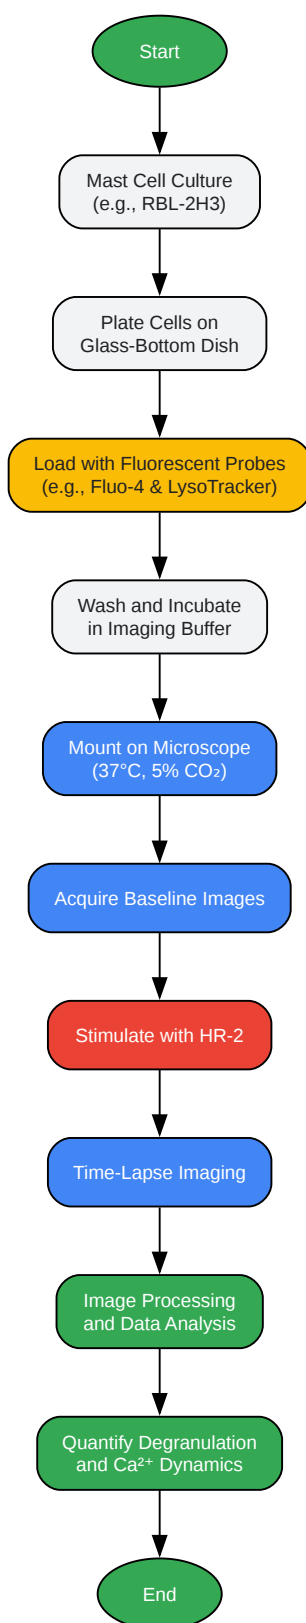 Start
Mast Cell Culture
(e.g., RBL-2H3)
Plate Cells on
Glass-Bottom Dish
Load with Fluorescent Probes
(e.g., Fluo-4 & LysoTracker)
Wash and Incubate
in Imaging Buffer
Mount on Microscope
(37°C, 5% CO₂)
Acquire Baseline Images
Stimulate with HR-2
Time-Lapse Imaging
Image Processing
and Data Analysis
Quantify Degranulation
and Ca²⁺ Dynamics
End